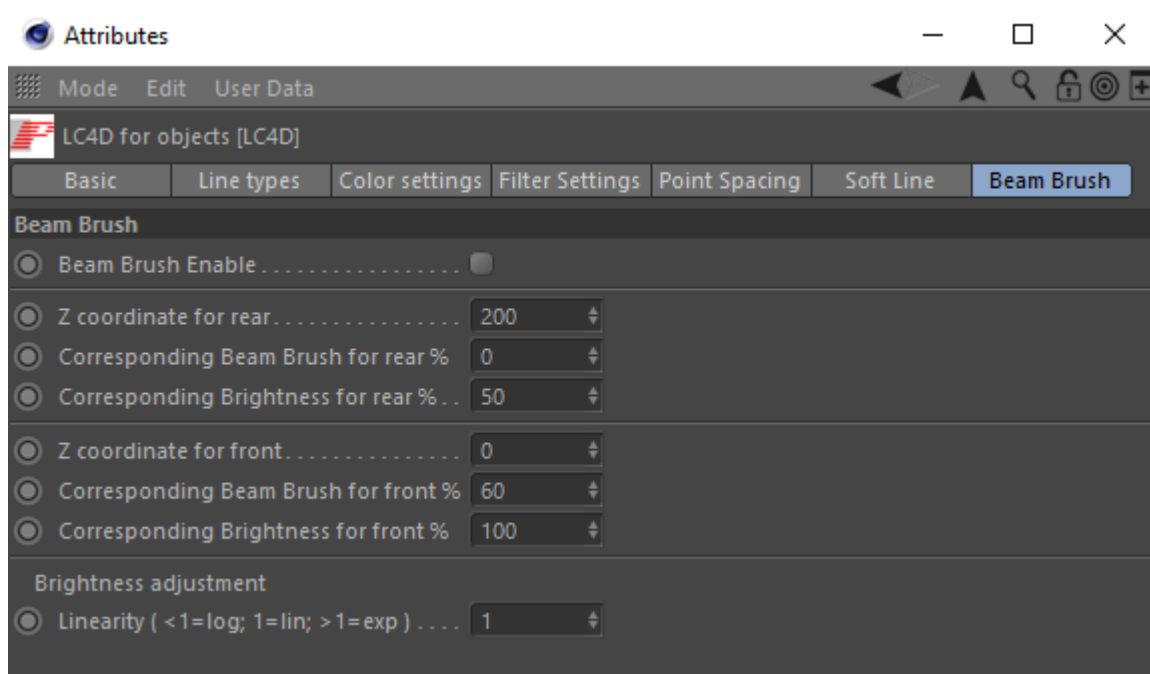 Attributes
Mode Edit User Data
LC4D for objects [LC4D]
Basic Line types Color settings Filter Settings Point Spacing Soft Line Beam Brush
Beam Brush
Beam Brush Enable . . . . . . . . . . . . . . . . . .
Z coordinate for rear. . . . . . . . . . . . . . . . 200
Corresponding Beam Brush for rear % 0
Corresponding Brightness for rear % . . 50
Z coordinate for front. . . . . . . . . . . . . . . 0
Corresponding Beam Brush for front % 60
Corresponding Brightness for front % 100
Brightness adjustment
Linearity ( <1=log; 1=lin; >1=exp ) . . . . 1